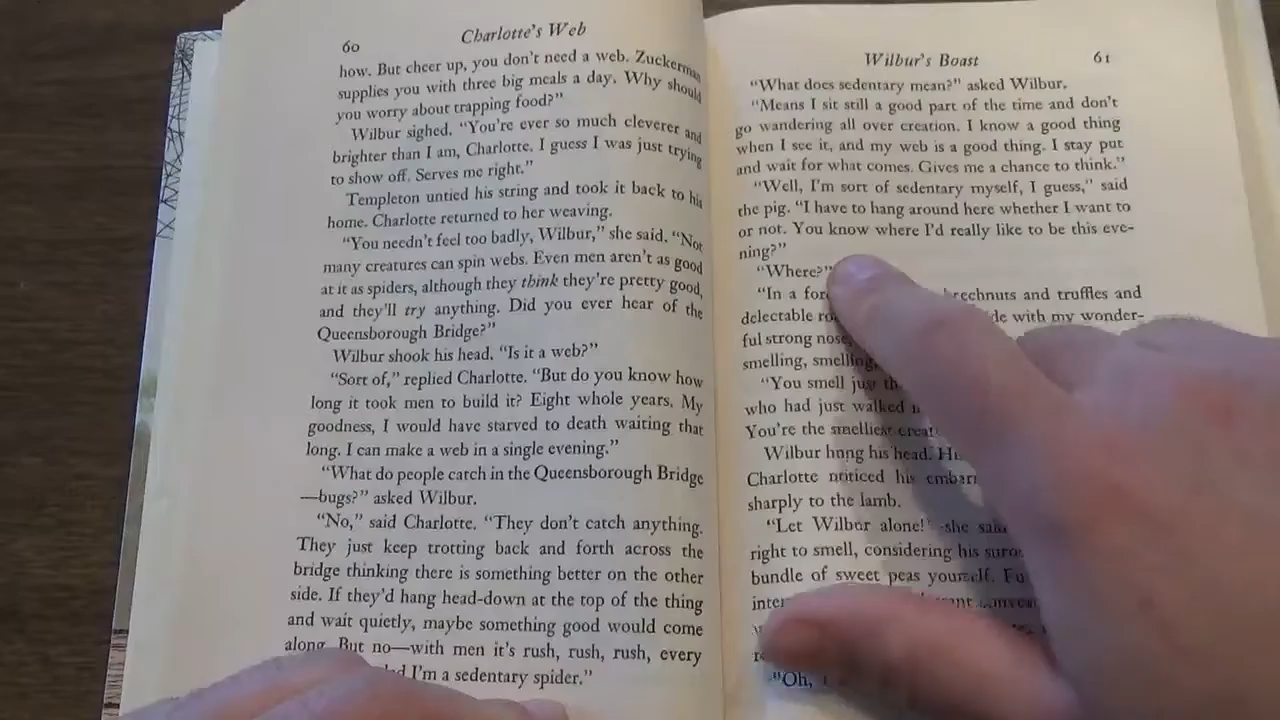 60
Charlotte's Web
how. But cheer up, you don't need a web. Zuckerman
supplies you with three big meals a day. Why should
you worry about trapping food?"
Wilbur sighed. "You're ever so much cleverer and
brighter than I am, Charlotte. I guess I was just trying
to show off. Serves me right."
Templeton untied his string and took it back to his
home. Charlotte returned to her weaving.
"You needn't feel too badly, Wilbur," she said. "Not
many creatures can spin webs. Even men aren't as good
at it as spiders, although they think they're pretty good,
and they'll try anything. Did you ever hear of the
Queensborough Bridge?"
Wilbur shook his head. "Is it a web?"
"Sort of," replied Charlotte. "But do you know how
long it took men to build it? Eight whole years. My
goodness, I would have starved to death waiting that
long. I can make a web in a single evening."
"What do people catch in the Queensborough Bridge
—bugs?" asked Wilbur.
"No," said Charlotte. "They don't catch anything.
They just keep trotting back and forth across the
bridge thinking there is something better on the other
side. If they'd hang head-down at the top of the thing
and wait quietly, maybe something good would come
along. But no—with men it's rush, rush, rush, every
I'm a sedentary spider."
Wilbur's Boast
61
"What does sedentary mean?" asked Wilbur.
"Means I sit still a good part of the time and don't
go wandering all over creation. I know a good thing
when I see it, and my web is a good thing. I stay put
and wait for what comes. Gives me a chance to think."
"Well, I'm sort of sedentary myself, I guess," said
the pig. "I have to hang around here whether I want to
or not. You know where I'd really like to be this eve-
ning?"
"Where?"
"In a and truffles and
delectable with my wonder-
ful strong nose,
smelling, smelling,
"You smell just
who had just walked
You're the smelliest
Wilbur hung his head.
Charlotte noticed his
sharply to the lamb.
"Let Wilbur alone!" she
right to smell, considering his
bundle of sweet peas yourself.
"Oh,